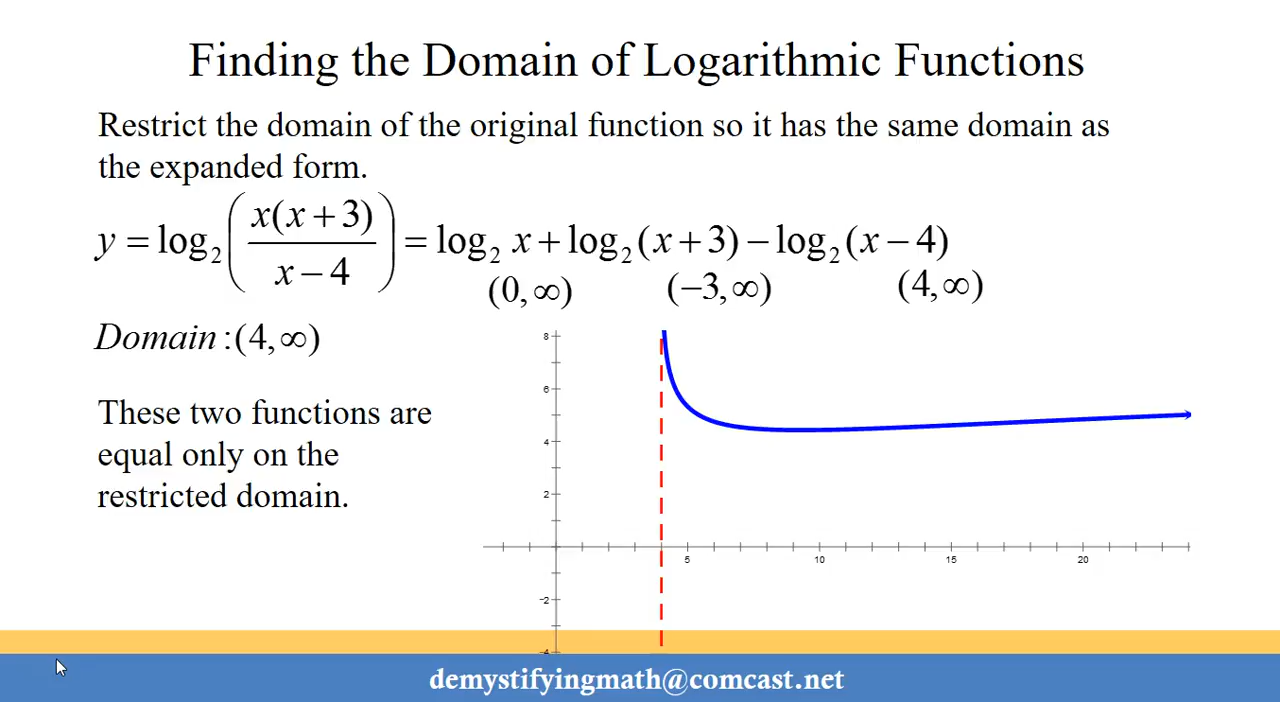 Finding the Domain of Logarithmic Functions
Restrict the domain of the original function so it has the same domain as
the expanded form.
y = log₂(x(x + 3)/(x − 4)) = log₂ x + log₂(x + 3) − log₂(x − 4)
(0, ∞) (−3, ∞) (4, ∞)
Domain :(4, ∞)
These two functions are
equal only on the
restricted domain.
8
6
4
2
5 10 15 20
-2
-4
demystifyingmath@comcast.net